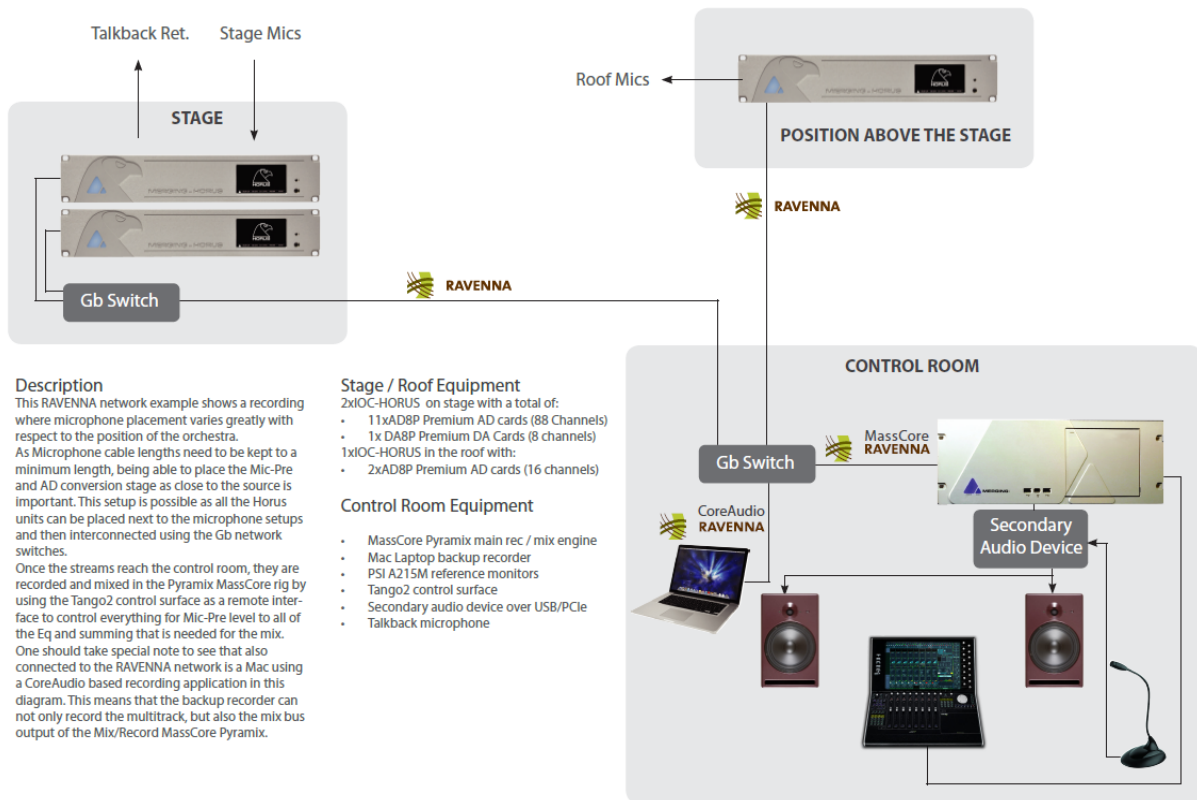 Talkback Ret.
Stage Mics
STAGE
MERGING HORUS
HORUS
MERGING HORUS
HORUS
Gb Switch
RAVENNA
Roof Mics
MERGING HORUS
HORUS
POSITION ABOVE THE STAGE
RAVENNA
Description
This RAVENNA network example shows a recording
where microphone placement varies greatly with
respect to the position of the orchestra.
As Microphone cable lengths need to be kept to a
minimum length, being able to place the Mic-Pre
and AD conversion stage as close to the source is
important. This setup is possible as all the Horus
units can be placed next to the microphone setups
and then interconnected using the Gb network
switches.
Once the streams reach the control room, they are
recorded and mixed in the Pyramix MassCore rig by
using the Tango2 control surface as a remote inter-
face to control everything for Mic-Pre level to all of
the Eq and summing that is needed for the mix.
One should take special note to see that also
connected to the RAVENNA network is a Mac using
a CoreAudio based recording application in this
diagram. This means that the backup recorder can
not only record the multitrack, but also the mix bus
output of the Mix/Record MassCore Pyramix.
Stage / Roof Equipment
2xIOC-HORUS on stage with a total of:
• 11xAD8P Premium AD cards (88 Channels)
• 1x DA8P Premium DA Cards (8 channels)
1xIOC-HORUS in the roof with:
• 2xAD8P Premium AD cards (16 channels)
Control Room Equipment
• MassCore Pyramix main rec / mix engine
• Mac Laptop backup recorder
• PSI A215M reference monitors
• Tango2 control surface
• Secondary audio device over USB/PCIe
• Talkback microphone
CONTROL ROOM
Gb Switch
MassCore
RAVENNA
MERGING
CoreAudio
RAVENNA
Secondary
Audio Device